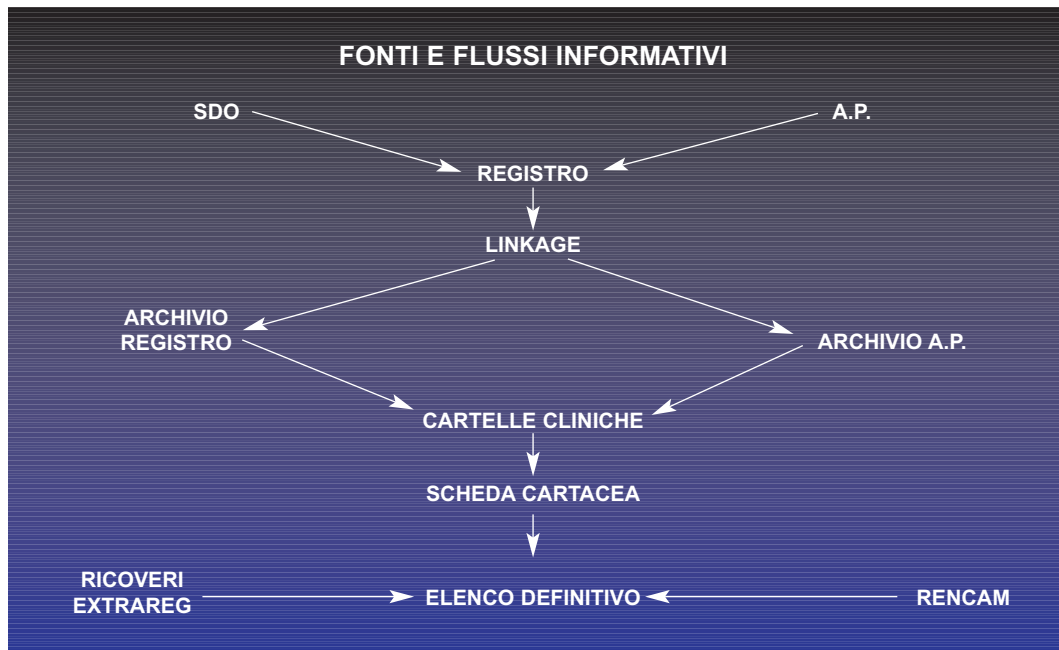 FONTI E FLUSSI INFORMATIVI
SDO
A.P.
REGISTRO
LINKAGE
ARCHIVIO
REGISTRO
ARCHIVIO A.P.
CARTELLE CLINICHE
SCHEDA CARTACEA
RICOVERI
EXTRAREG
ELENCO DEFINITIVO
RENCAM